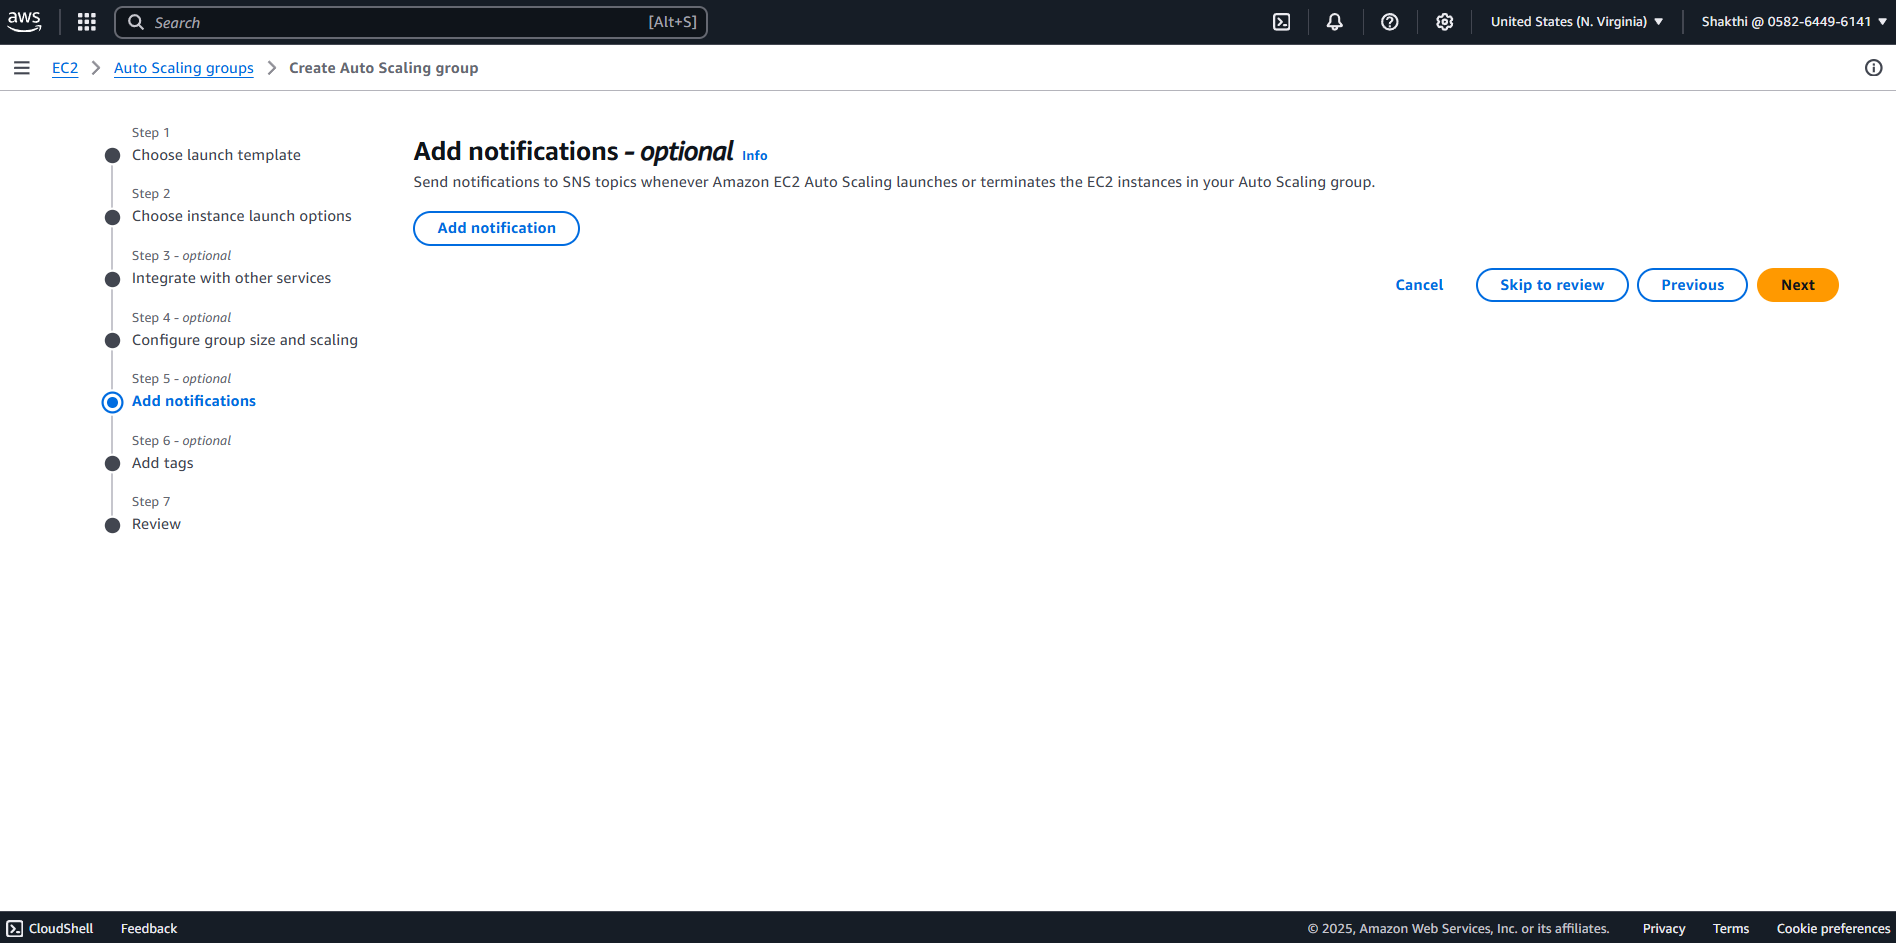 aws
Search [Alt+S]
United States (N. Virginia)
Shakthi @ 0582-6449-6141
EC2
Auto Scaling groups
Create Auto Scaling group
Step 1
Choose launch template
Step 2
Choose instance launch options
Step 3 - optional
Integrate with other services
Step 4 - optional
Configure group size and scaling
Step 5 - optional
Add notifications
Step 6 - optional
Add tags
Step 7
Review
Add notifications - optional Info
Send notifications to SNS topics whenever Amazon EC2 Auto Scaling launches or terminates the EC2 instances in your Auto Scaling group.
Add notification
Cancel
Skip to review
Previous
Next
CloudShell
Feedback
© 2025, Amazon Web Services, Inc. or its affiliates.
Privacy
Terms
Cookie preferences